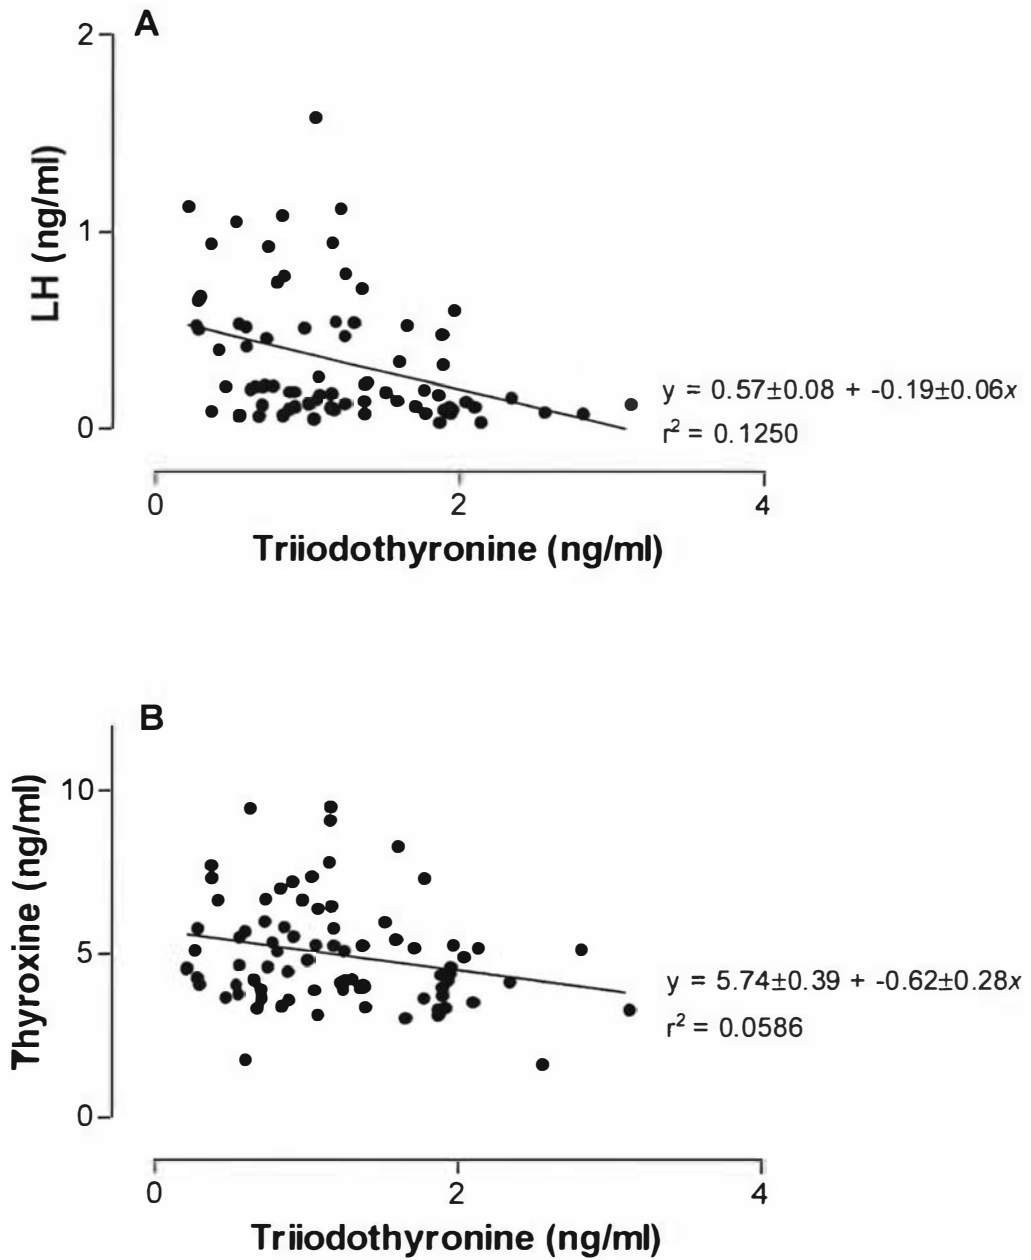 A
2
LH (ng/ml)
1
0
y = 0.57±0.08 + -0.19±0.06x
r² = 0.1250
0 2 4
Triiodothyronine (ng/ml)
B
10
Thyroxine (ng/ml)
5
y = 5.74±0.39 + -0.62±0.28x
r² = 0.0586
0
0 2 4
Triiodothyronine (ng/ml)